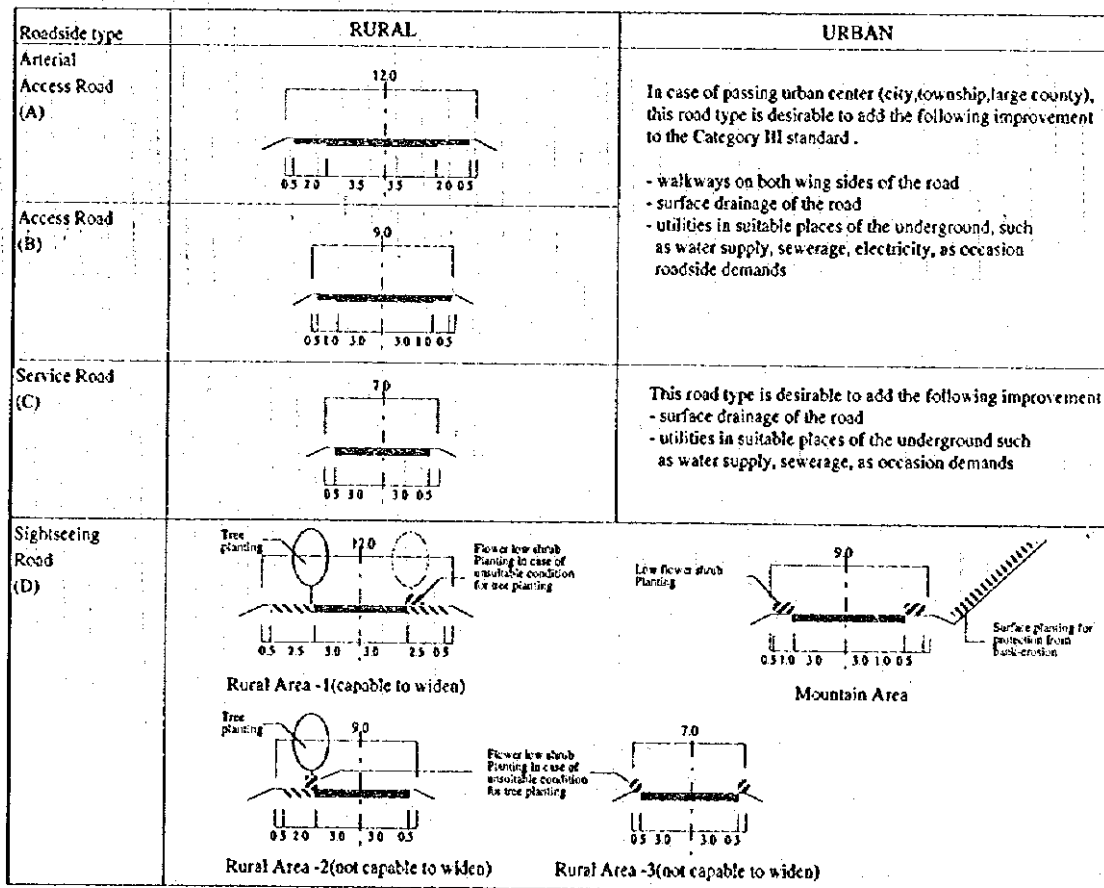 Roadside type
RURAL
URBAN
Arterial
Access Road
(A)
12.0
0.5 2.0 3.5 3.5 2.0 0.5
In case of passing urban center (city,township,large county),
this road type is desirable to add the following improvement
to the Category III standard .
- walkways on both wing sides of the road
- surface drainage of the road
- utilities in suitable places of the underground, such
as water supply, sewerage, electricity, as occasion
roadside demands
Access Road
(B)
9.0
0.5 1.0 3.0 3.0 1.0 0.5
Service Road
(C)
7.0
0.5 3.0 3.0 0.5
This road type is desirable to add the following improvement
- surface drainage of the road
- utilities in suitable places of the underground such
as water supply, sewerage, as occasion demands
Sightseeing
Road
(D)
Tree
planting
12.0
Flower low shrub
Planting in case of
unsuitable condition
for tree planting
0.5 2.5 3.0 3.0 2.5 0.5
Rural Area -1(capable to widen)
Low flower shrub
Planting
9.0
Surface planting for
protection from
bank-erosion
0.5 1.0 3.0 3.0 1.0 0.5
Mountain Area
Tree
planting
9.0
Flower low shrub
Planting in case of
unsuitable condition
for tree planting
0.5 2.0 3.0 3.0 0.5
Rural Area -2(not capable to widen)
7.0
0.5 3.0 3.0 0.5
Rural Area -3(not capable to widen)